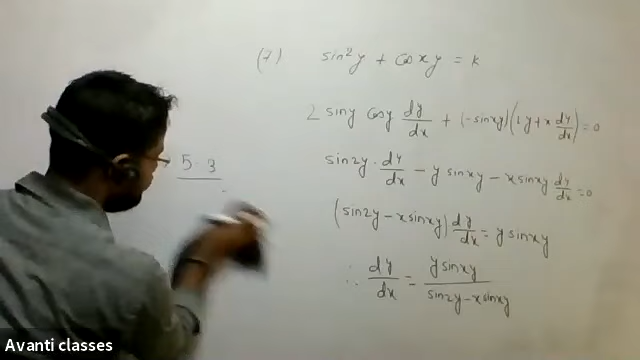 (7) sin²y + cos xy = k
5.3
2 siny cosy dy/dx + (-sinxy)(1.y + x dy/dx) = 0
sin2y . dy/dx - y sinxy - x sinxy dy/dx = 0
(sin2y - x sinxy) dy/dx = y sinxy
∴ dy/dx = y sinxy / sin2y - x sinxy
Avanti classes